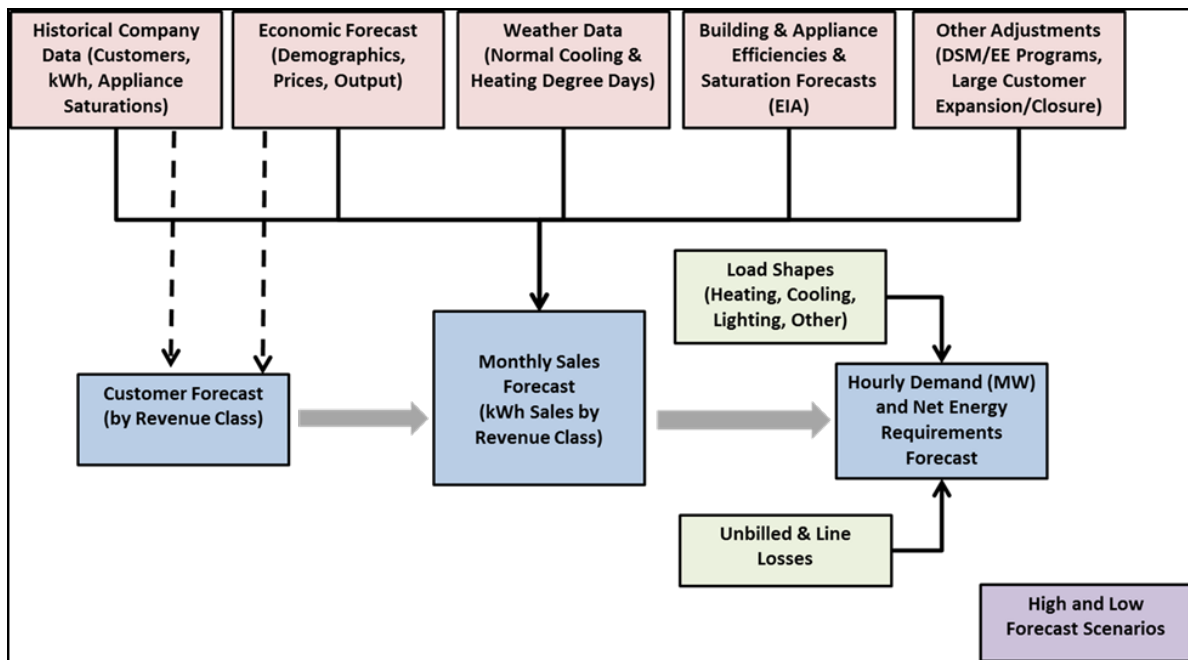 Historical Company
Data (Customers,
kWh, Appliance
Saturations)
Economic Forecast
(Demographics,
Prices, Output)
Weather Data
(Normal Cooling &
Heating Degree Days)
Building & Appliance
Efficiencies &
Saturation Forecasts
(EIA)
Other Adjustments
(DSM/EE Programs,
Large Customer
Expansion/Closure)
Load Shapes
(Heating, Cooling,
Lighting, Other)
Customer Forecast
(by Revenue Class)
Monthly Sales
Forecast
(kWh Sales by
Revenue Class)
Hourly Demand (MW)
and Net Energy
Requirements
Forecast
Unbilled & Line
Losses
High and Low
Forecast Scenarios